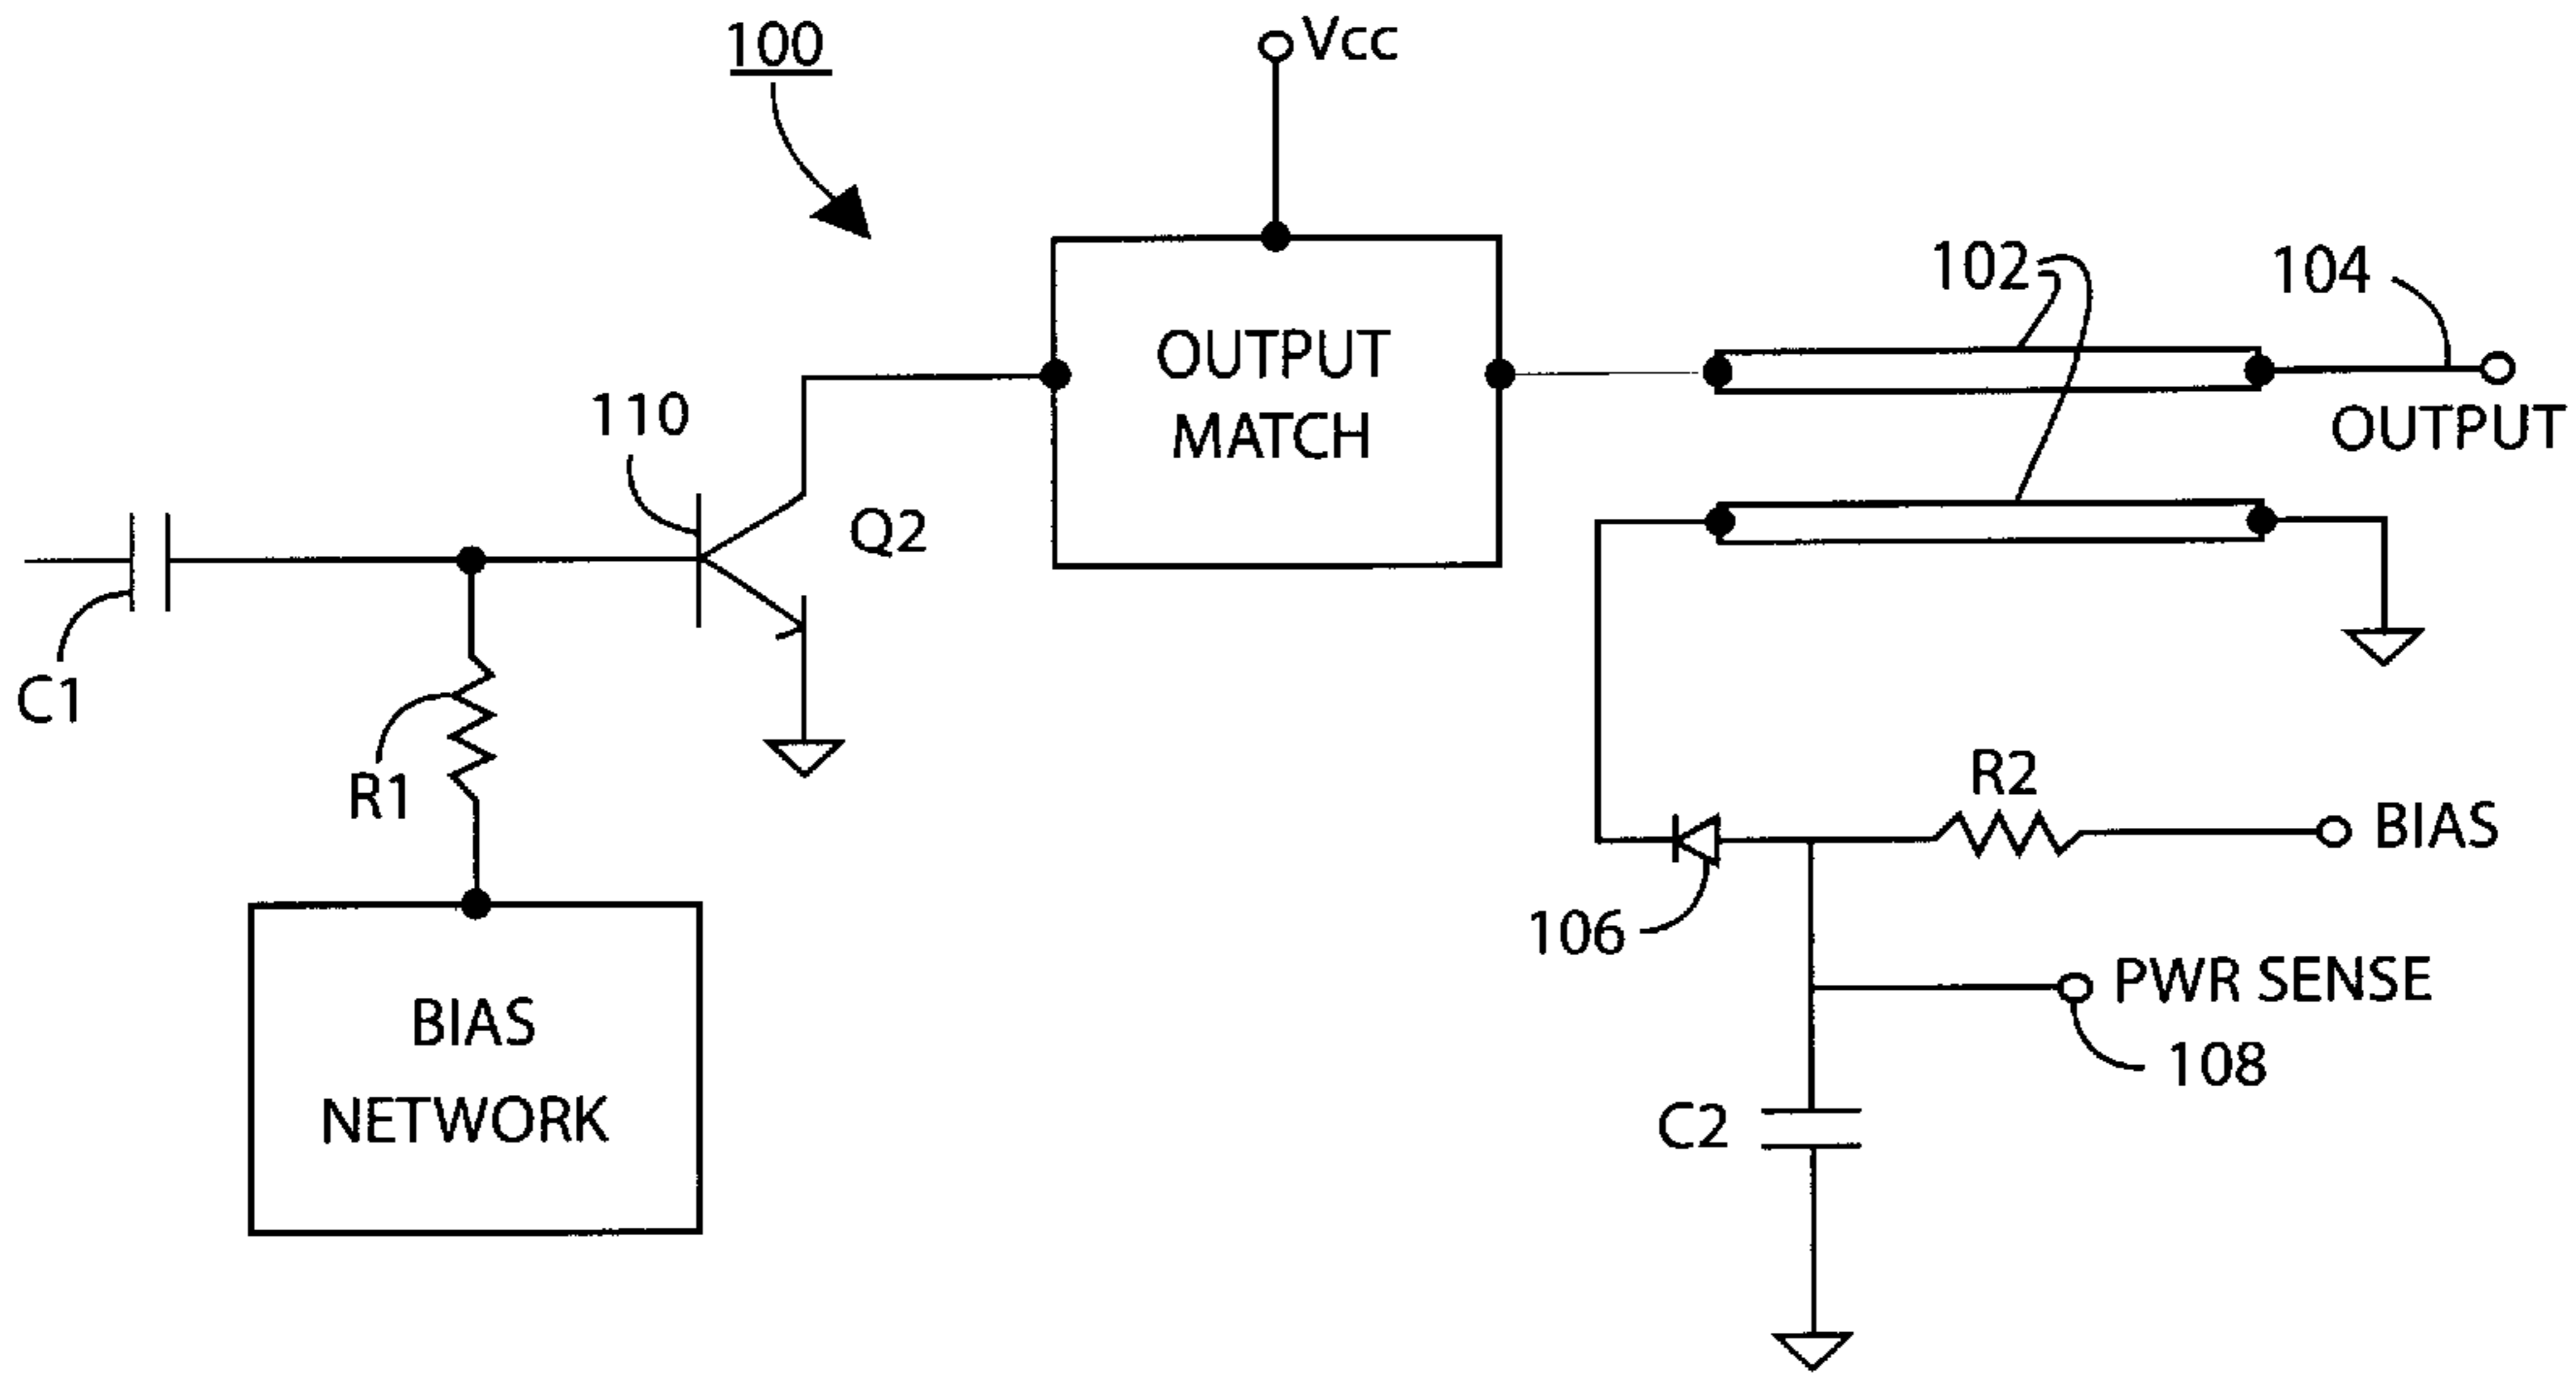 100
Vcc
102
104
OUTPUT
MATCH
OUTPUT
110
Q2
C1
R1
R2
BIAS
106
PWR SENSE
108
BIAS
NETWORK
C2